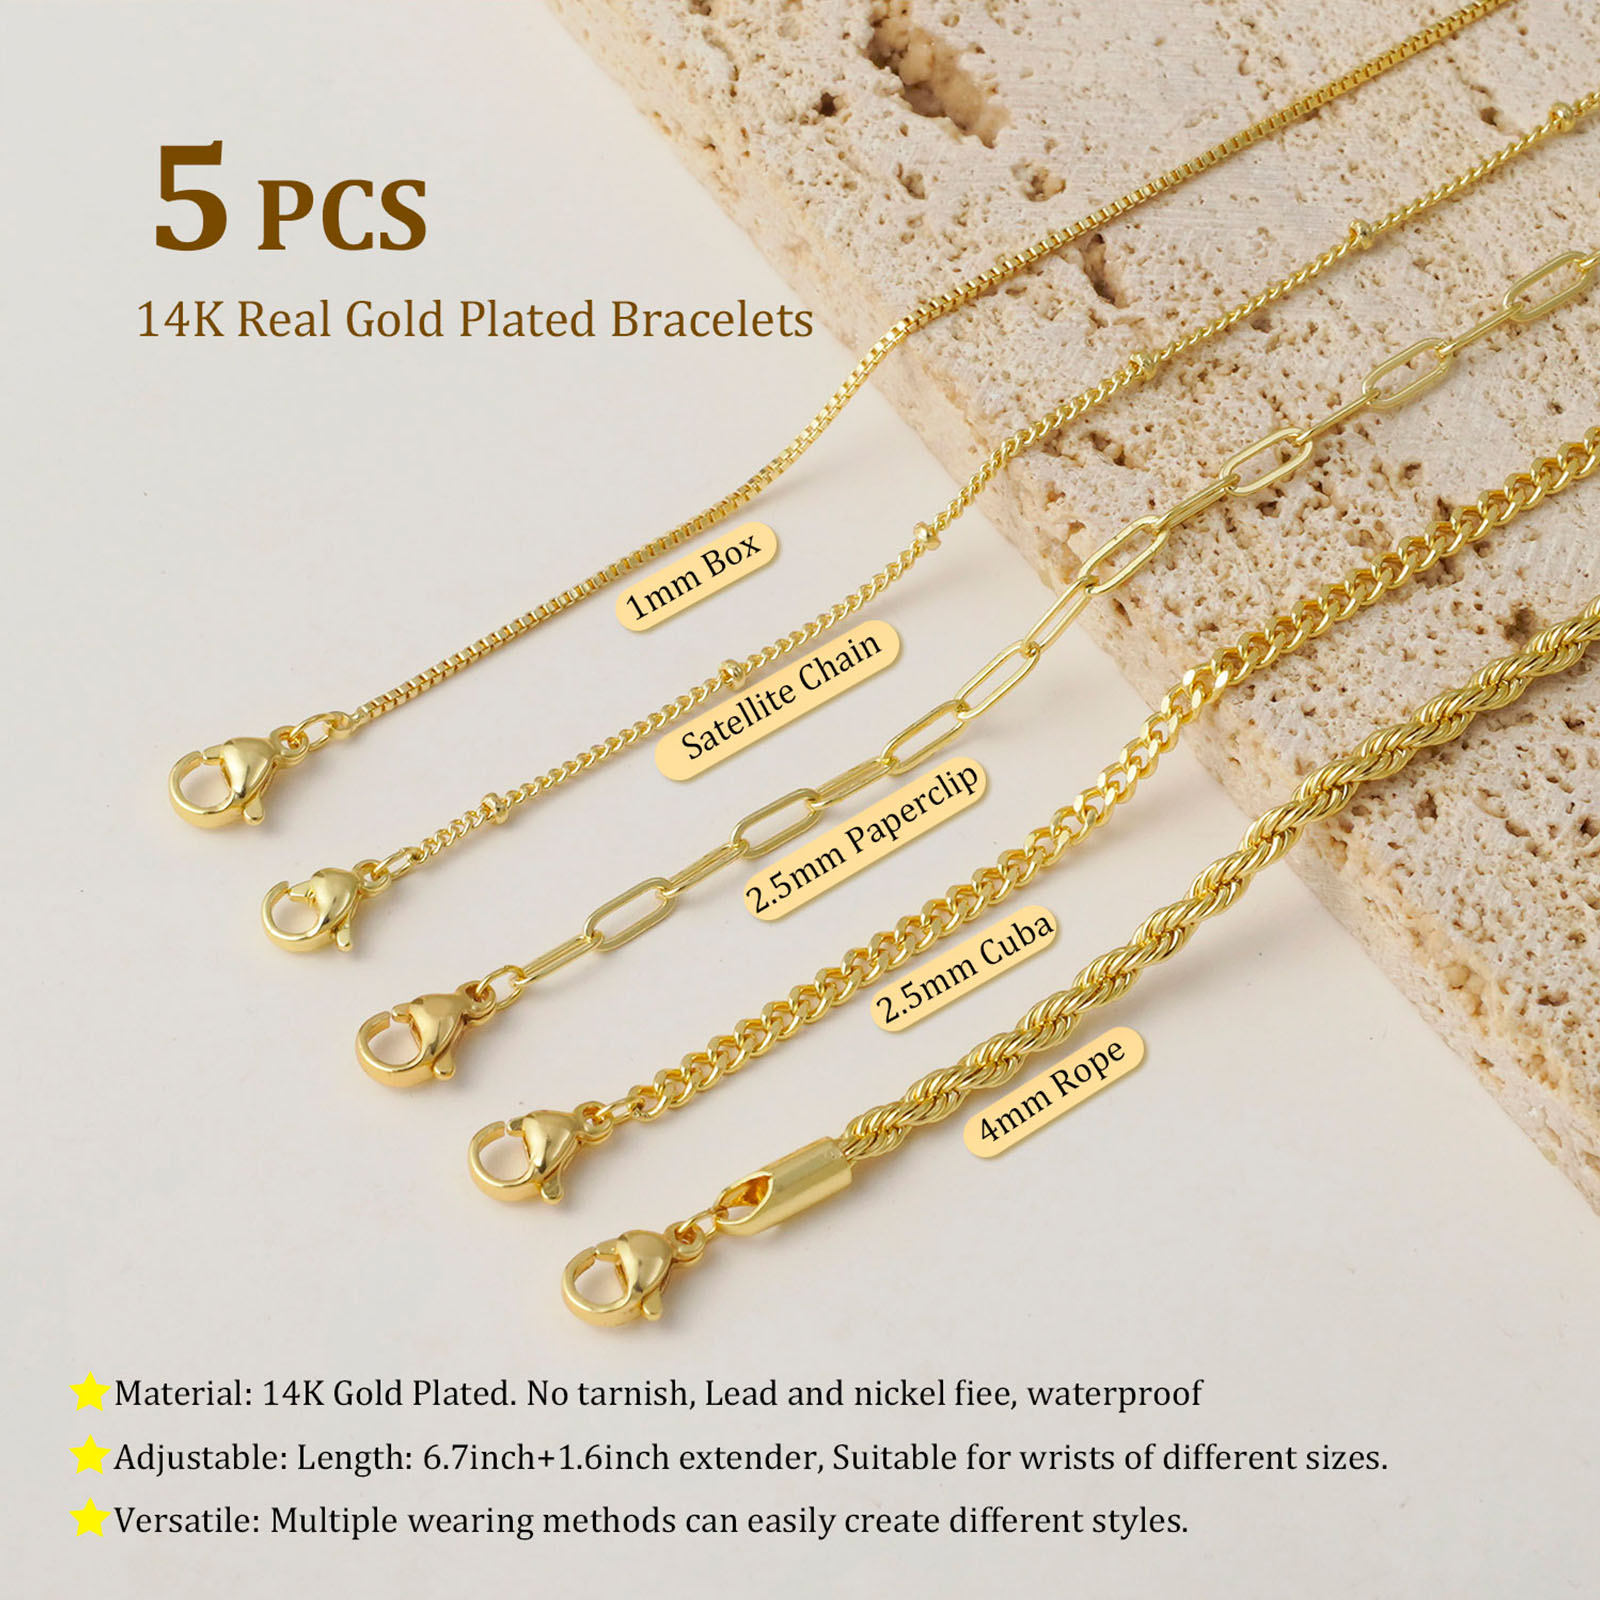 5 PCS
14K Real Gold Plated Bracelets
1mm Box
Satellite Chain
2.5mm Paperclip
2.5mm Cuba
4mm Rope
Material: 14K Gold Plated. No tarnish, Lead and nickel fiee, waterproof
Adjustable: Length: 6.7inch+1.6inch extender, Suitable for wrists of different sizes.
Versatile: Multiple wearing methods can easily create different styles.